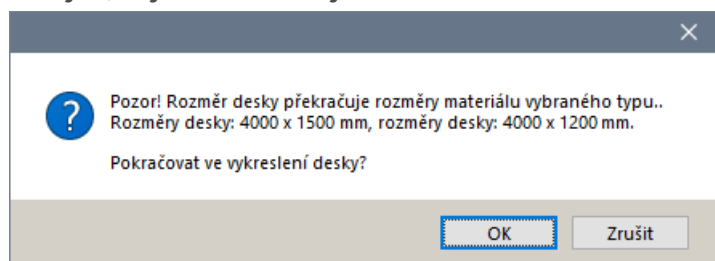 Pozor! Rozměr desky překračuje rozměry materiálu vybraného typu..
Rozměry desky: 4000 x 1500 mm, rozměry desky: 4000 x 1200 mm.
Pokračovat ve vykreslení desky?
OK
Zrušit